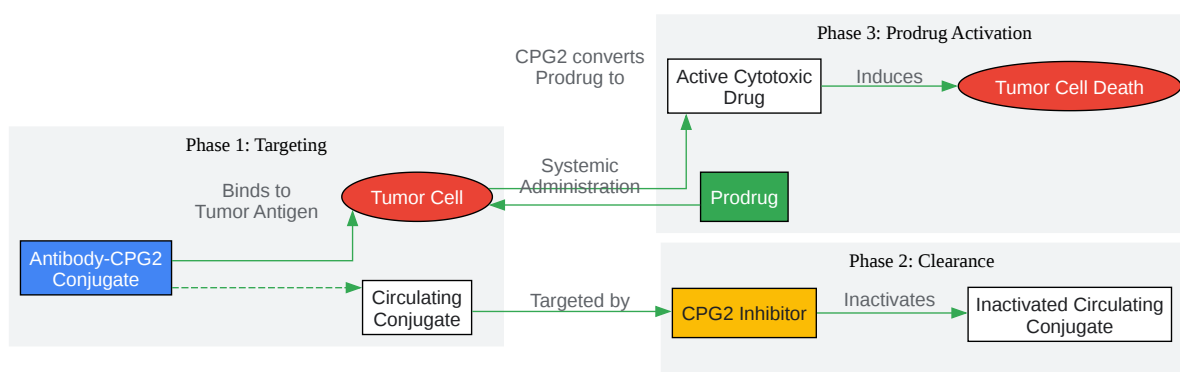 Phase 3: Prodrug Activation
CPG2 converts
Prodrug to
Active Cytotoxic
Drug
Induces
Tumor Cell Death
Phase 1: Targeting
Binds to
Tumor Antigen
Tumor Cell
Systemic
Administration
Prodrug
Antibody-CPG2
Conjugate
Circulating
Conjugate
Targeted by
Phase 2: Clearance
CPG2 Inhibitor
Inactivates
Inactivated Circulating
Conjugate